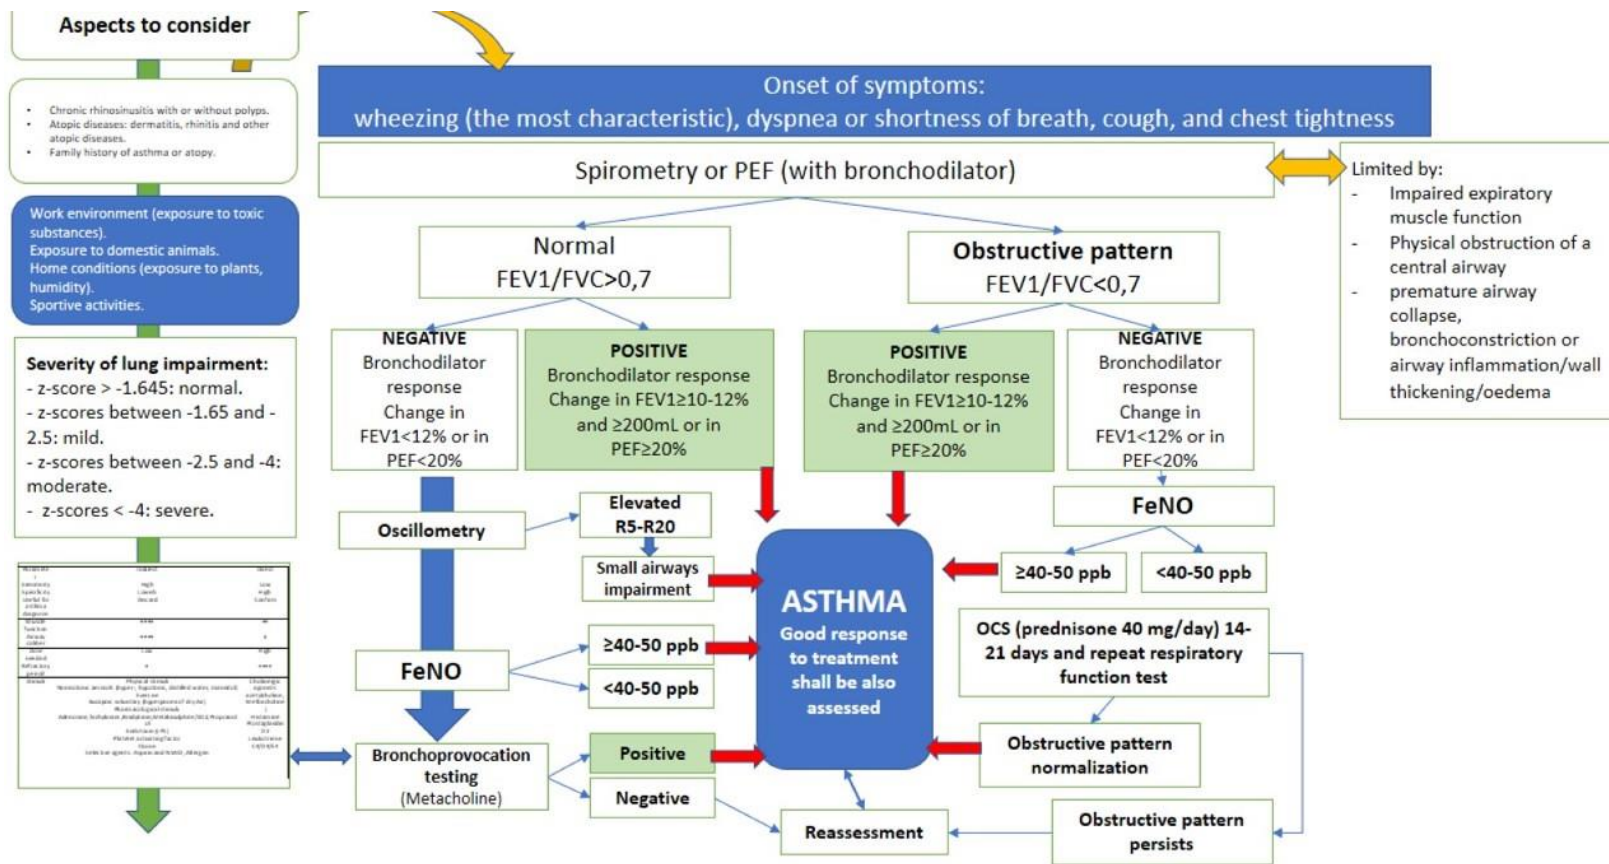 Aspects to consider
• Chronic rhinosinusitis with or without polyps.
• Atopic diseases: dermatitis, rhinitis and other
atopic diseases.
• Family history of asthma or atopy.
Work environment (exposure to toxic
substances).
Exposure to domestic animals.
Home conditions (exposure to plants,
humidity).
Sportive activities.
Severity of lung impairment:
- z-score > -1.645: normal.
- z-scores between -1.65 and -
2.5: mild.
- z-scores between -2.5 and -4:
moderate.
- z-scores < -4: severe.
High
Low
High
Onset of symptoms:
wheezing (the most characteristic), dyspnea or shortness of breath, cough, and chest tightness
Spirometry or PEF (with bronchodilator)
Limited by:
- Impaired expiratory
muscle function
- Physical obstruction of a
central airway
- premature airway
collapse,
bronchoconstriction or
airway inflammation/wall
thickening/oedema
Normal
FEV1/FVC>0,7
Obstructive pattern
FEV1/FVC<0,7
NEGATIVE
Bronchodilator
response
Change in
FEV1<12% or in
PEF<20%
POSITIVE
Bronchodilator response
Change in FEV1≥10-12%
and ≥200mL or in
PEF≥20%
POSITIVE
Bronchodilator response
Change in FEV1≥10-12%
and ≥200mL or in
PEF≥20%
NEGATIVE
Bronchodilator
response
Change in
FEV1<12% or in
PEF<20%
Oscillometry
Elevated
R5-R20
Small airways
impairment
FeNO
≥40-50 ppb
<40-50 ppb
Bronchoprovocation
testing
(Metacholine)
Positive
Negative
ASTHMA
Good response
to treatment
shall be also
assessed
FeNO
≥40-50 ppb
<40-50 ppb
OCS (prednisone 40 mg/day) 14-
21 days and repeat respiratory
function test
Obstructive pattern
normalization
Obstructive pattern
persists
Reassessment